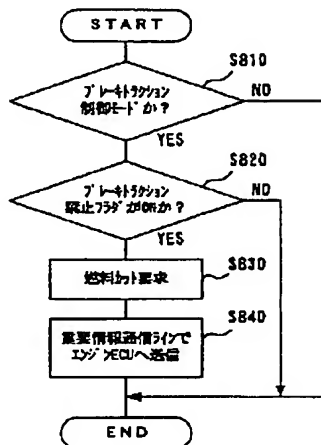 START
S810
ブレーキトラクション
制御モードか?
NO
YES
S820
ブレーキトラクション
禁止フラグがONか?
NO
YES
S830
燃料カット要求
S840
重要情報通信ラインで
エンジンECUへ送信
END